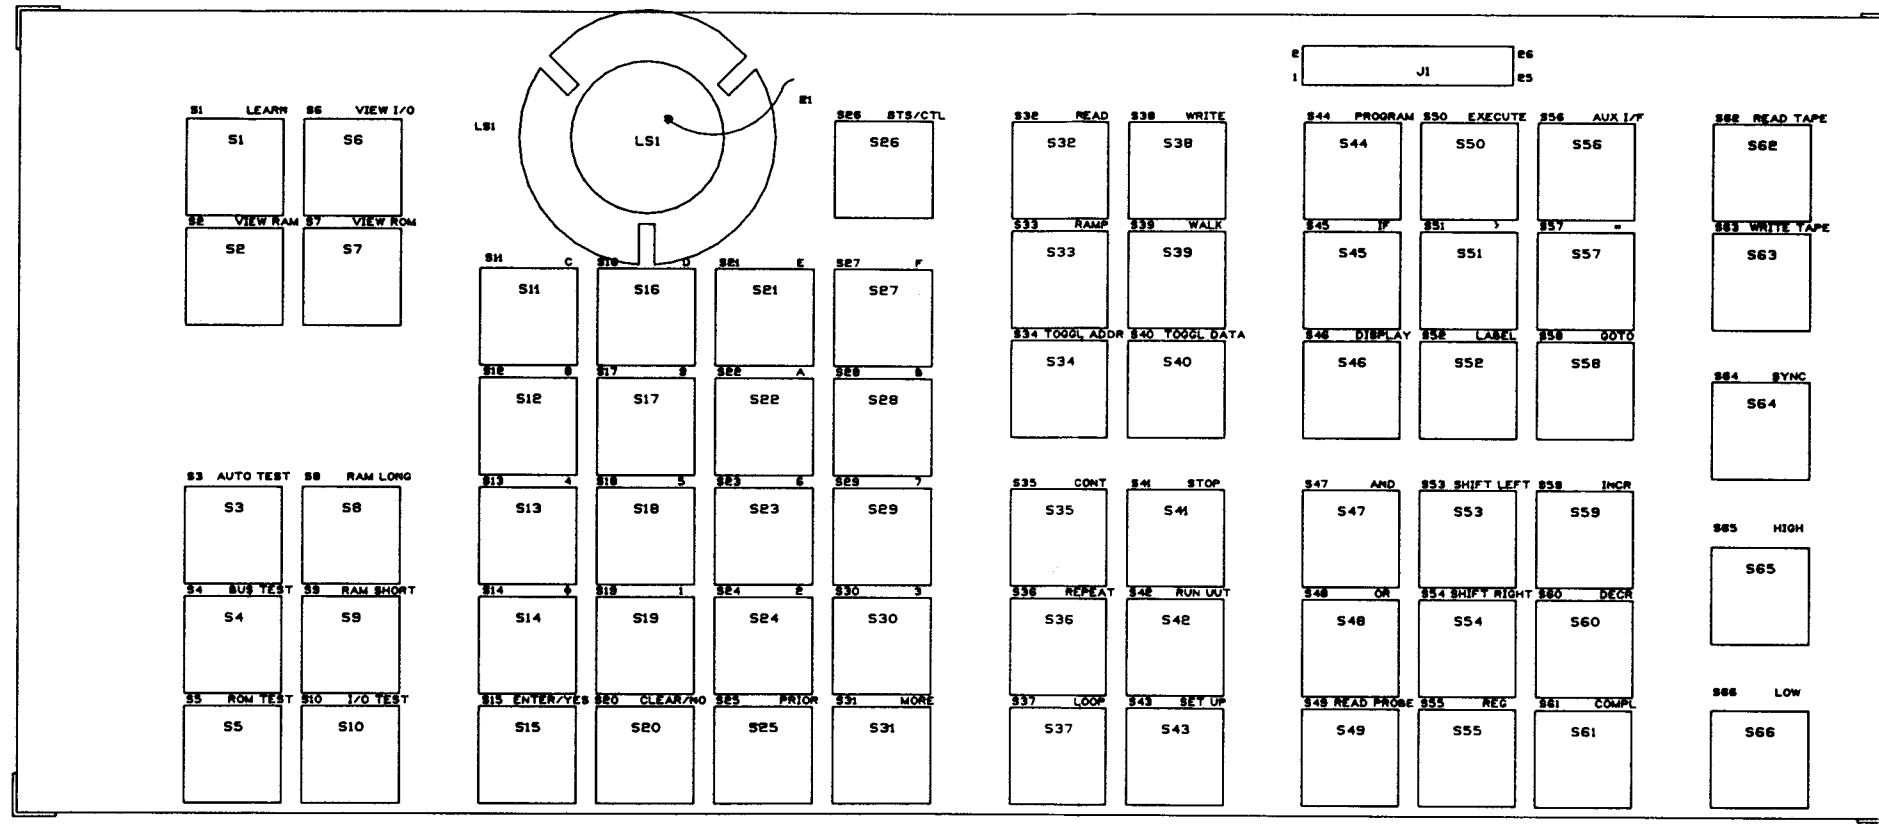 2 26
1 J1 25
S1 LEARN S6 VIEW I/O
LS1 LS1 E1
S26 STS/CTL S32 READ S38 WRITE S44 PROGRAM S50 EXECUTE S56 AUX I/F S62 READ TAPE
S1 S6 S26 S32 S38 S44 S50 S56 S62
S2 VIEW RAM S7 VIEW ROM S33 RAMP S39 WALK S45 IF S51 > S57 = S63 WRITE TAPE
S2 S7 S33 S39 S45 S51 S57 S63
S11 C S16 D S21 E S27 F
S11 S16 S21 S27
S34 TOGGL ADDR S40 TOGGL DATA S46 DISPLAY S52 LABEL S58 GOTO
S34 S40 S46 S52 S58
S12 8 S17 9 S22 A S28 B S64 SYNC
S12 S17 S22 S28 S64
S3 AUTO TEST S8 RAM LONG S13 4 S18 5 S23 6 S29 7 S35 CONT S41 STOP S47 AND S53 SHIFT LEFT S59 INCR
S3 S8 S13 S18 S23 S29 S35 S41 S47 S53 S59
S65 HIGH
S65
S4 BUS TEST S9 RAM SHORT S14 S19 1 S24 2 S30 3 S36 REPEAT S42 RUN UUT S48 OR S54 SHIFT RIGHT S60 DECR
S4 S9 S14 S19 S24 S30 S36 S42 S48 S54 S60
S66 LOW
S5 ROM TEST S10 I/O TEST S15 ENTER/YES S20 CLEAR/NO S25 PRIOR S31 MORE S37 LOOP S43 SET UP S49 READ PROBE S55 REG S61 COMPL
S5 S10 S15 S20 S25 S31 S37 S43 S49 S55 S61 S66